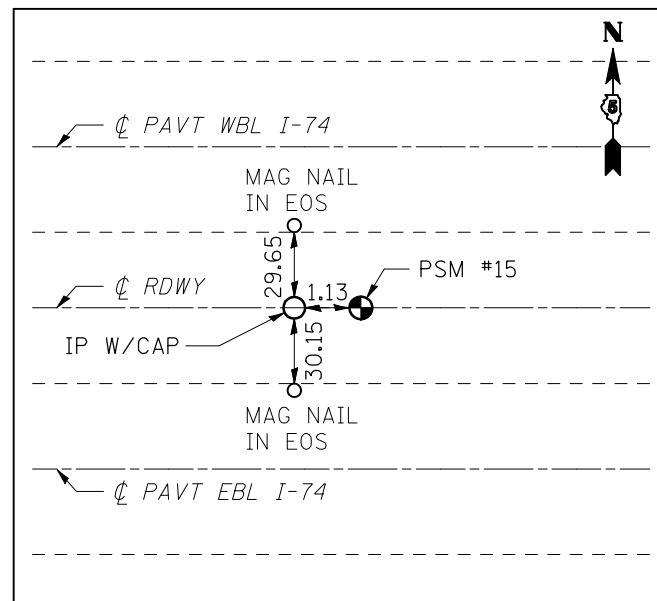 N
5
℄ PAVT WBL I-74
MAG NAIL
IN EOS
29.65
℄ RDWY
1.13
PSM #15
IP W/CAP
30.15
MAG NAIL
IN EOS
℄ PAVT EBL I-74